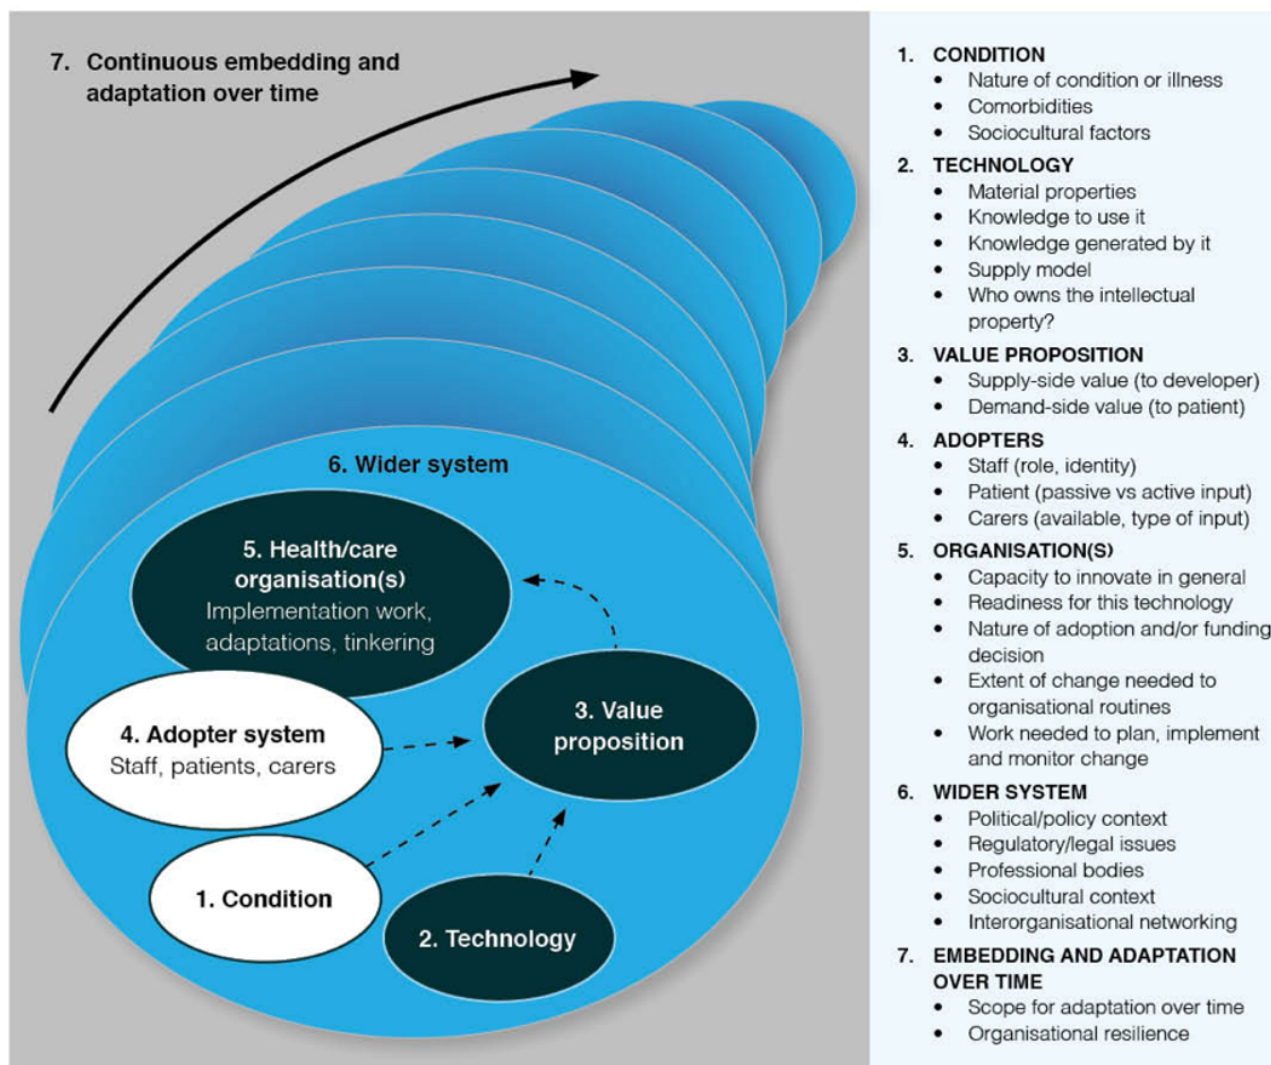 7. Continuous embedding and
adaptation over time
6. Wider system
5. Health/care
organisation(s)
Implementation work,
adaptations, tinkering
4. Adopter system
Staff, patients, carers
3. Value
proposition
1. Condition
2. Technology
1. CONDITION
• Nature of condition or illness
• Comorbidities
• Sociocultural factors
2. TECHNOLOGY
• Material properties
• Knowledge to use it
• Knowledge generated by it
• Supply model
• Who owns the intellectual
property?
3. VALUE PROPOSITION
• Supply-side value (to developer)
• Demand-side value (to patient)
4. ADOPTERS
• Staff (role, identity)
• Patient (passive vs active input)
• Carers (available, type of input)
5. ORGANISATION(S)
• Capacity to innovate in general
• Readiness for this technology
• Nature of adoption and/or funding
decision
• Extent of change needed to
organisational routines
• Work needed to plan, implement
and monitor change
6. WIDER SYSTEM
• Political/policy context
• Regulatory/legal issues
• Professional bodies
• Sociocultural context
• Interorganisational networking
7. EMBEDDING AND ADAPTATION
OVER TIME
• Scope for adaptation over time
• Organisational resilience